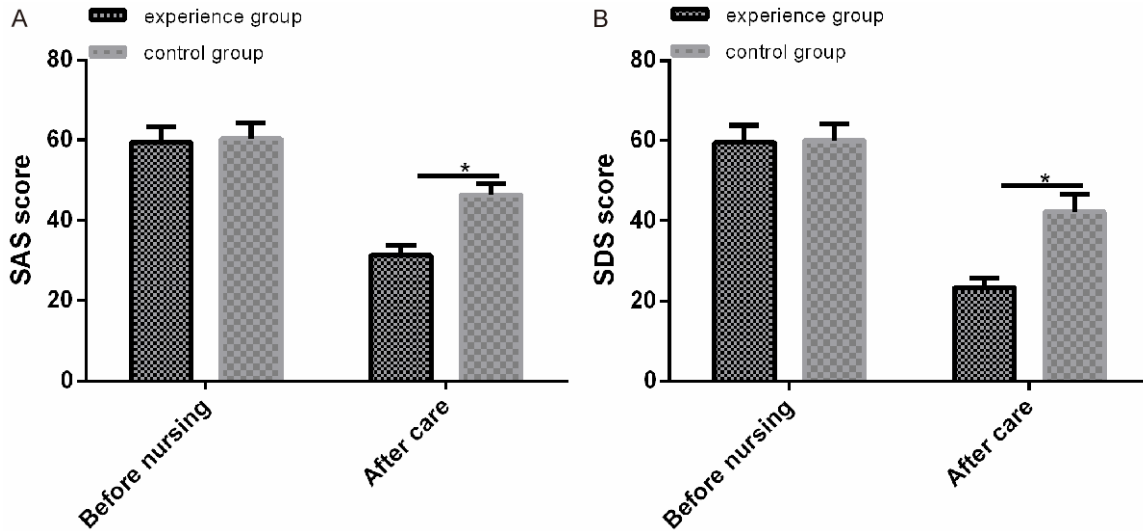 A
experience group
control group
80
60
40
20
0
SAS score
*
Before nursing
After care
B
experience group
control group
80
60
40
20
0
SDS score
*
Before nursing
After care